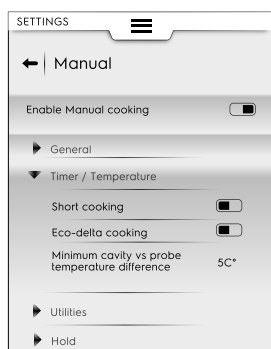 SETTINGS
Manual
Enable Manual cooking
General
Timer / Temperature
Short cooking
Eco-delta cooking
Minimum cavity vs probe
temperature difference
5C°
Utilities
Hold